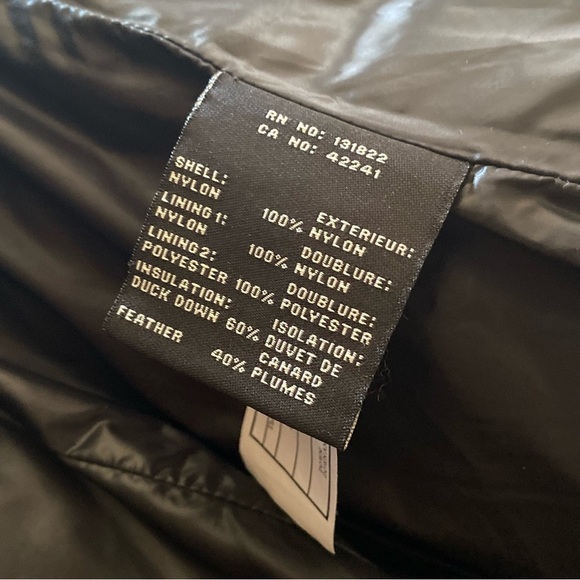 RN NO: 131822
CA NO: 42241
SHELL: EXTERIEUR:
NYLON 100% NYLON
LINING 1: DOUBLURE:
NYLON 100% NYLON
LINING 2: DOUBLURE:
POLYESTER 100% POLYESTER
INSULATION: ISOLATION:
DUCK DOWN 60% DUVET DE
CANARD
FEATHER 40% PLUMES